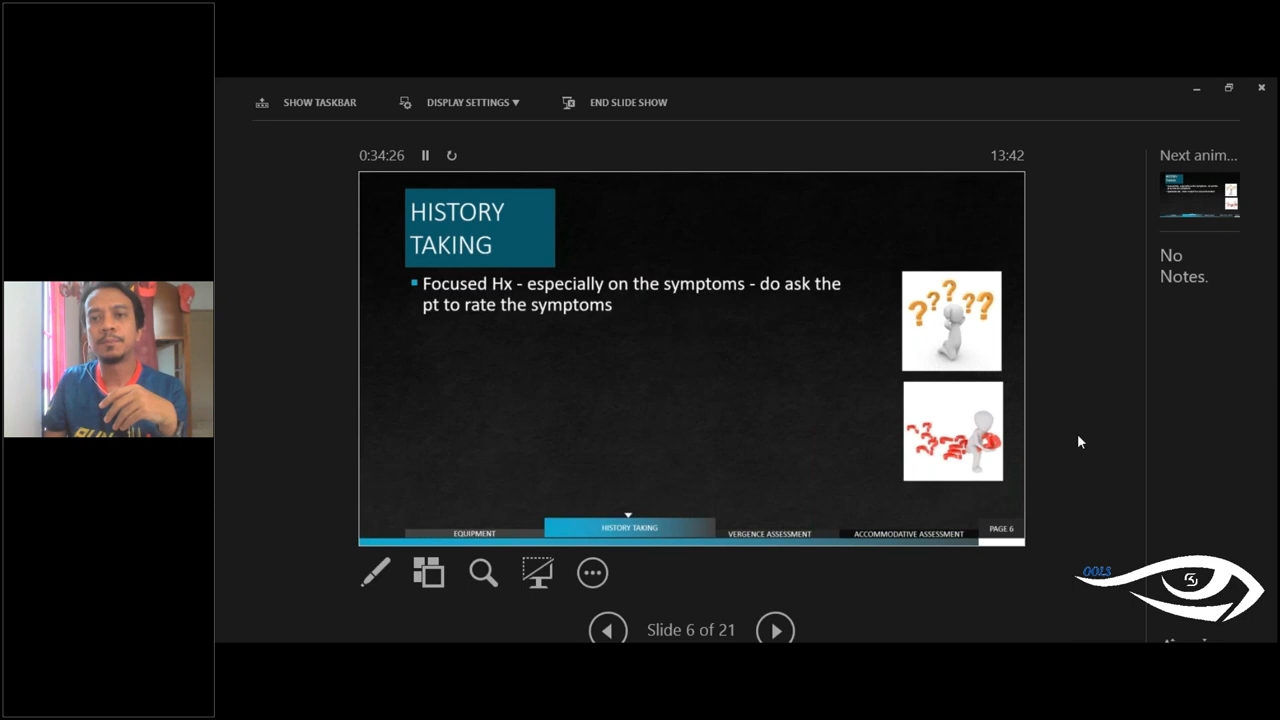 SHOW TASKBAR
DISPLAY SETTINGS ▼
END SLIDE SHOW
0:34:26
13:42
Next anim...
HISTORY
TAKING
Focused Hx - especially on the symptoms - do ask the
pt to rate the symptoms
No
Notes.
EQUIPMENT
HISTORY TAKING
VERGENCE ASSESSMENT
ACCOMMODATIVE ASSESSMENT
PAGE 6
OOLS
Slide 6 of 21